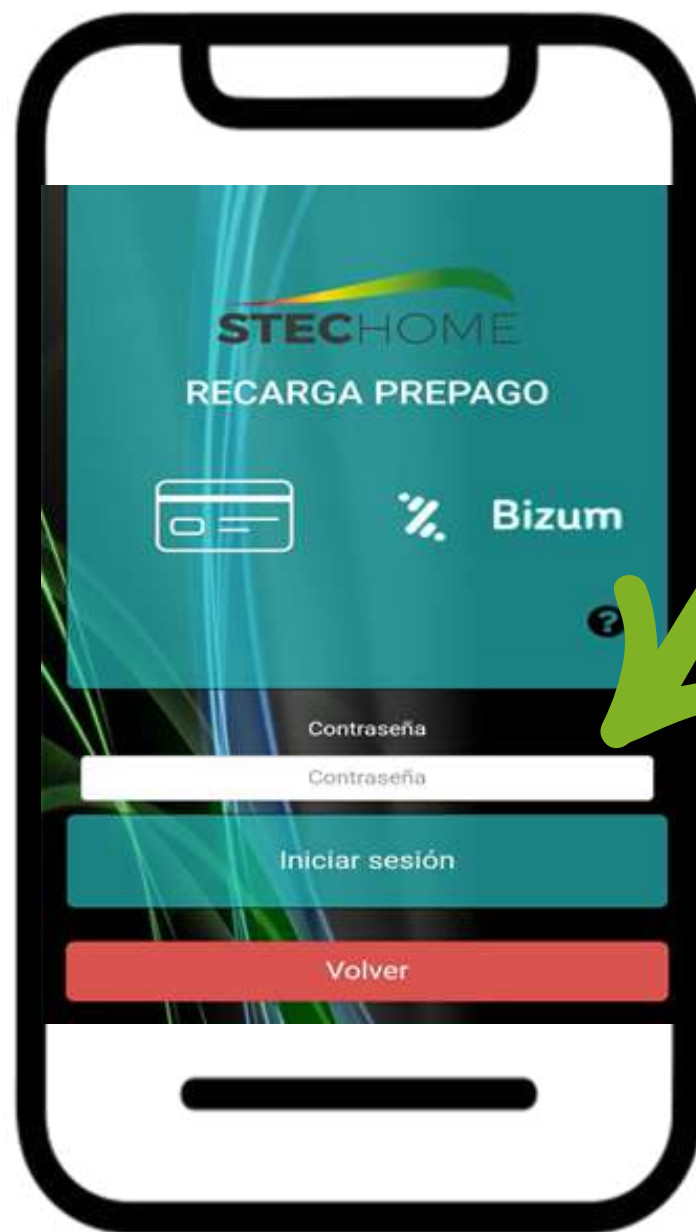 STECHOME
RECARGA PREPAGO
Bizum
?
Contraseña
Contraseña
Iniciar sesión
Volver